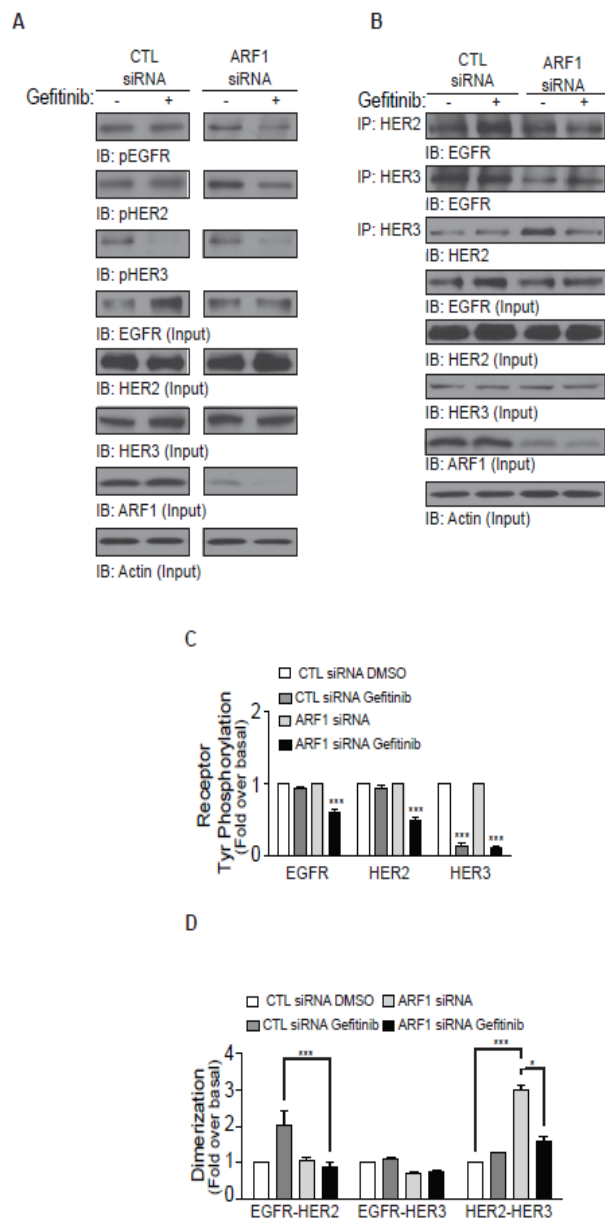 A
CTL siRNA
ARF1 siRNA
Gefitinib: - + - +
IB: pEGFR
IB: pHER2
IB: pHER3
IB: EGFR (Input)
IB: HER2 (Input)
IB: HER3 (Input)
IB: ARF1 (Input)
IB: Actin (Input)
B
CTL siRNA
ARF1 siRNA
Gefitinib: - + - +
IP: HER2
IB: EGFR
IP: HER3
IB: EGFR
IP: HER3
IB: HER2
IB: EGFR (Input)
IB: HER2 (Input)
IB: HER3 (Input)
IB: ARF1 (Input)
IB: Actin (Input)
C
CTL siRNA DMSO
CTL siRNA Gefitinib
ARF1 siRNA
ARF1 siRNA Gefitinib
Receptor
Tyr Phosphorylation
(Fold over basal)
2
1
0
*** *** *** ***
EGFR HER2 HER3
D
CTL siRNA DMSO ARF1 siRNA
CTL siRNA Gefitinib ARF1 siRNA Gefitinib
Dimerization
(Fold over basal)
4
3
2
1
0
*** *** *
EGFR-HER2 EGFR-HER3 HER2-HER3